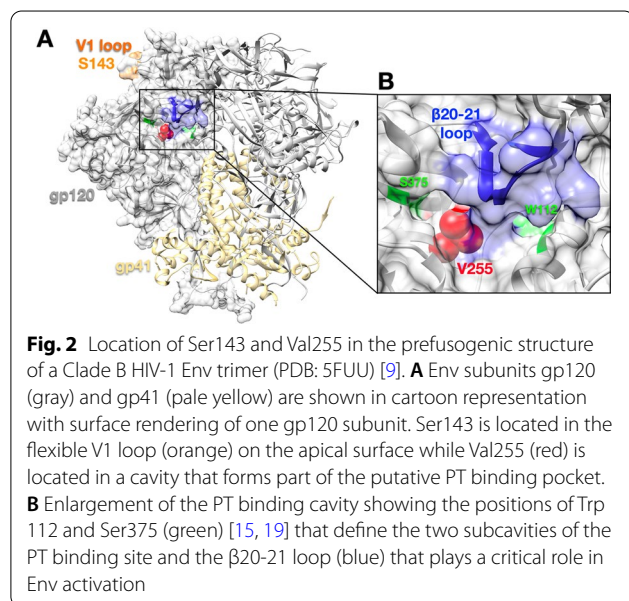 A
V1 loop
S143
B
β20-21
loop
S375
W112
V255
gp120
gp41
Fig. 2 Location of Ser143 and Val255 in the prefusogenic structure
of a Clade B HIV-1 Env trimer (PDB: 5FUU) [9]. A Env subunits gp120
(gray) and gp41 (pale yellow) are shown in cartoon representation
with surface rendering of one gp120 subunit. Ser143 is located in the
flexible V1 loop (orange) on the apical surface while Val255 (red) is
located in a cavity that forms part of the putative PT binding pocket.
B Enlargement of the PT binding cavity showing the positions of Trp
112 and Ser375 (green) [15, 19] that define the two subcavities of the
PT binding site and the β20-21 loop (blue) that plays a critical role in
Env activation